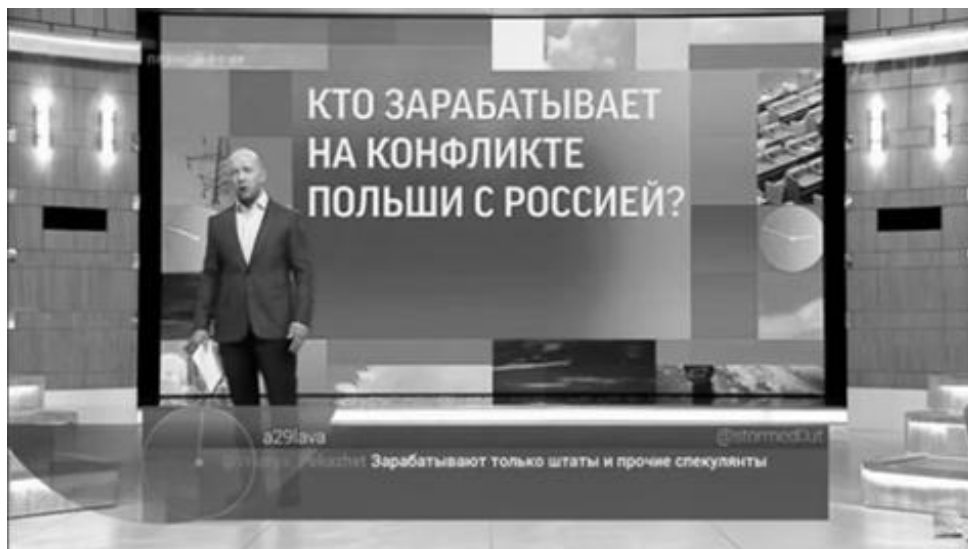 КТО ЗАРАБАТЫВАЕТ
НА КОНФЛИКТЕ
ПОЛЬШИ С РОССИЕЙ?
a29lava
Зарабатывают только штаты и прочие спекулянты